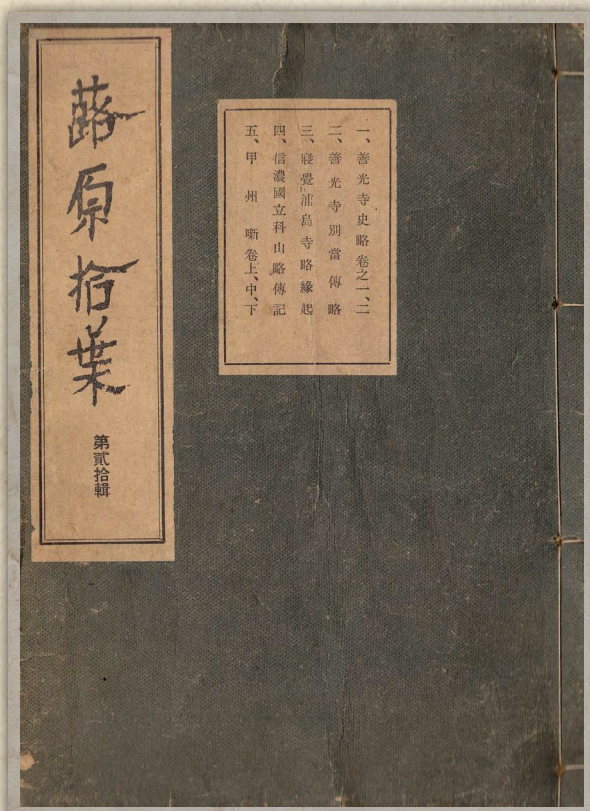 一、善光寺史略卷之一、二
二、善光寺別當傳略
三、寢覺浦島寺略緣起
四、信濃國立科山略傳記
五、甲州噺卷上、中、下
蕗原拾葉
第貳拾輯